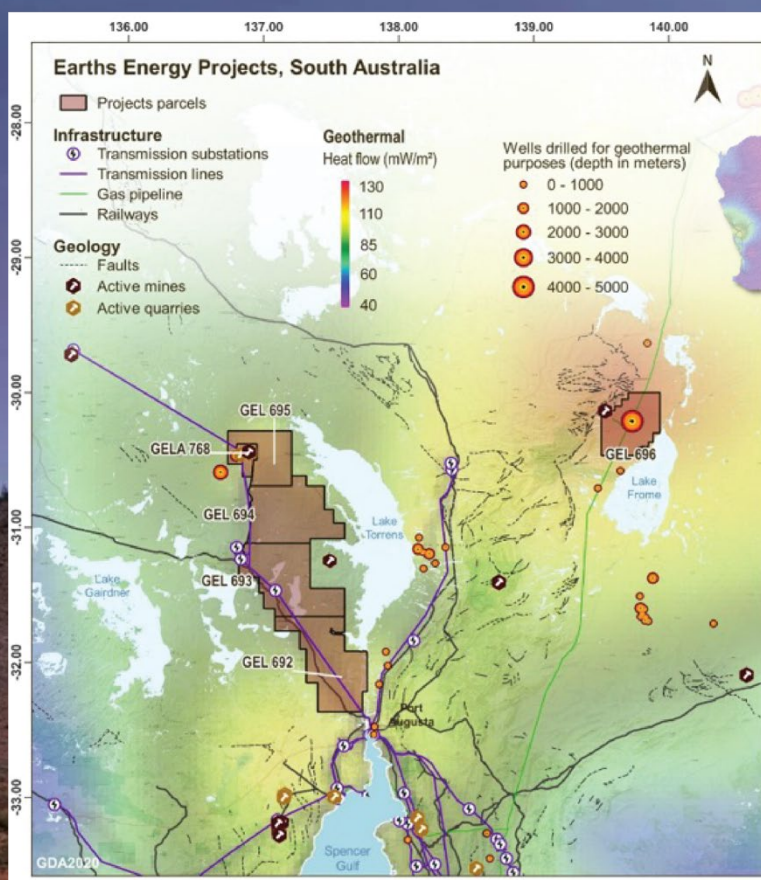 136.00 137.00 138.00 139.00 140.00
Earths Energy Projects, South Australia
Projects parcels
Infrastructure
Transmission substations
Transmission lines
Gas pipeline
Railways
Geology
Faults
Active mines
Active quarries
Geothermal
Heat flow (mW/m²)
130
110
85
60
40
Wells drilled for geothermal
purposes (depth in meters)
0 - 1000
1000 - 2000
2000 - 3000
3000 - 4000
4000 - 5000
N
-28.00
-29.00
-30.00
-31.00
-32.00
-33.00
GEL 695
GELA 768
GEL 694
GEL 693
GEL 692
GEL 696
Lake
Frome
Lake
Torrens
Lake
Gairdner
Port
Augusta
Spencer
Gulf
GDA2020